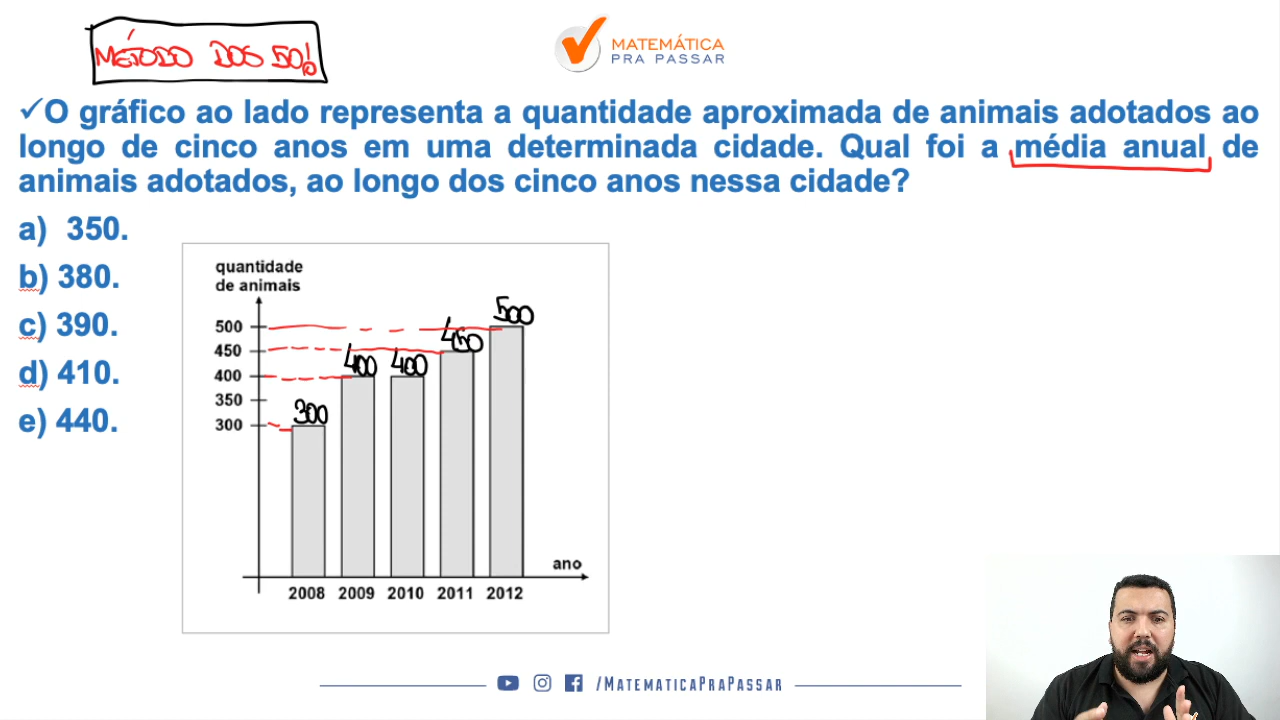 MÉTODO DOS 50!
MATEMÁTICA
PRA PASSAR
✓O gráfico ao lado representa a quantidade aproximada de animais adotados ao
longo de cinco anos em uma determinada cidade. Qual foi a média anual de
animais adotados, ao longo dos cinco anos nessa cidade?
a) 350.
b) 380.
c) 390.
d) 410.
e) 440.
quantidade
de animais
500
450
400
350
300
300
400
400
450
500
ano
2008 2009 2010 2011 2012
/MATEMATICAPRAPASSAR